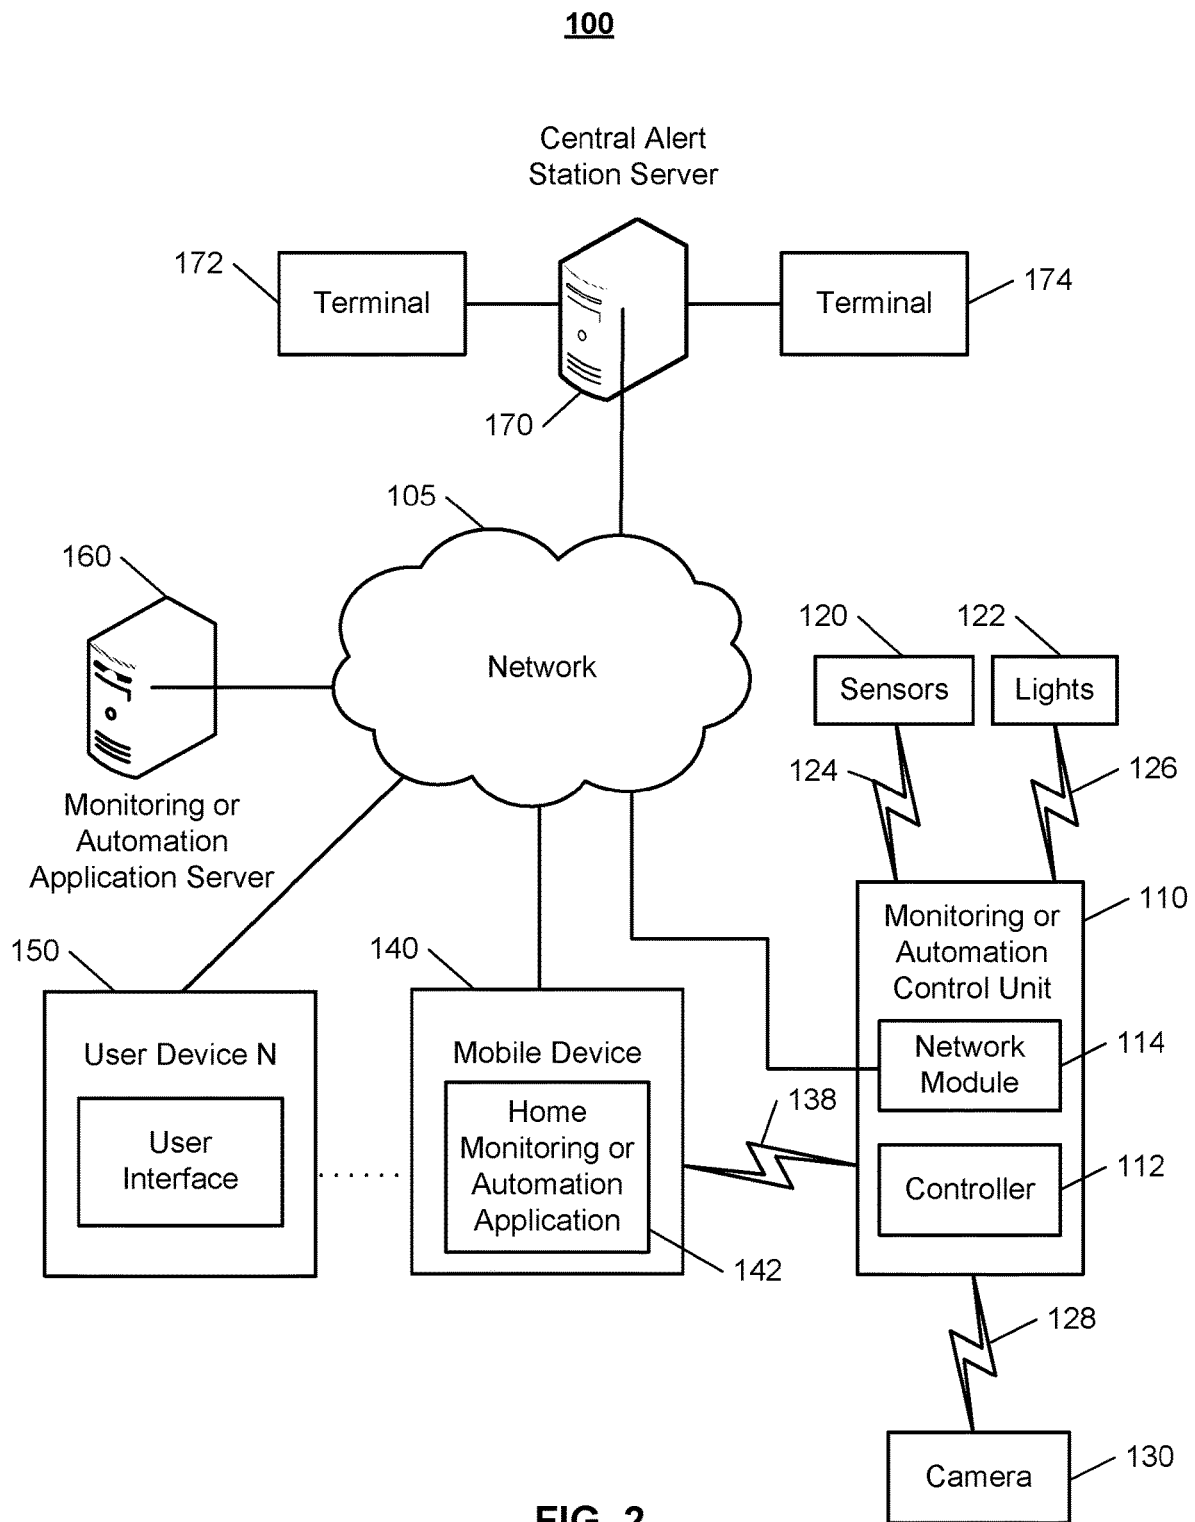 100
Central Alert
Station Server
172
Terminal
Terminal
174
170
105
160
Network
120
122
Sensors
Lights
124
126
Monitoring or
Automation
Application Server
110
Monitoring or
Automation
Control Unit
150
140
User Device N
Mobile Device
Network
Module
114
User
Interface
Home
Monitoring or
Automation
Application
138
Controller
112
142
128
Camera
130
FIG. 2